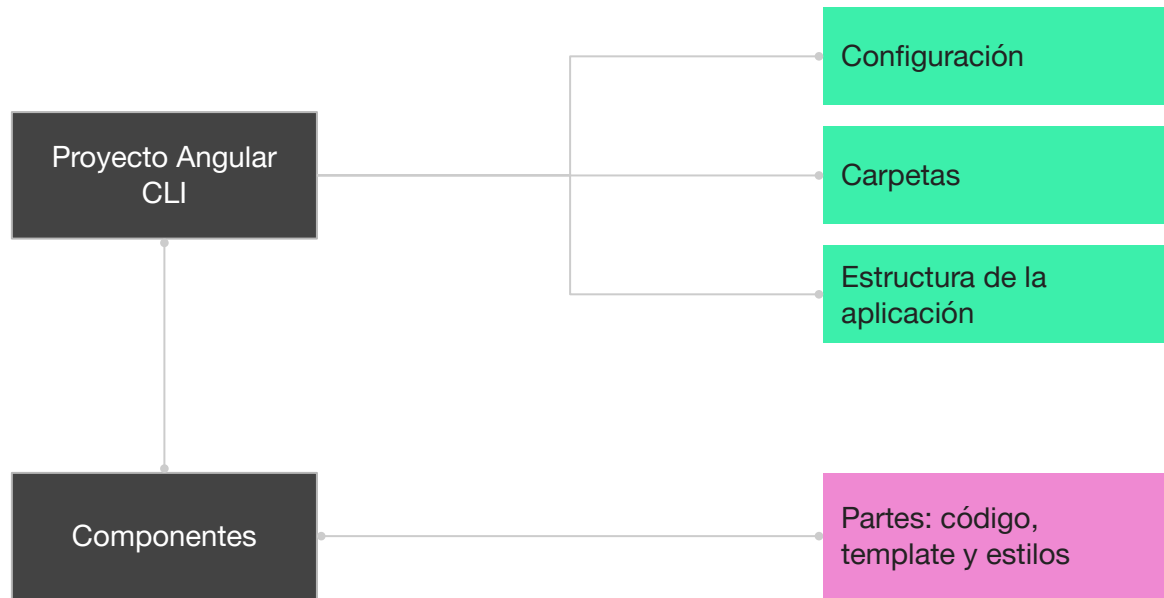 Configuración
Proyecto Angular
CLI
Carpetas
Estructura de la
aplicación
Componentes
Partes: código,
template y estilos